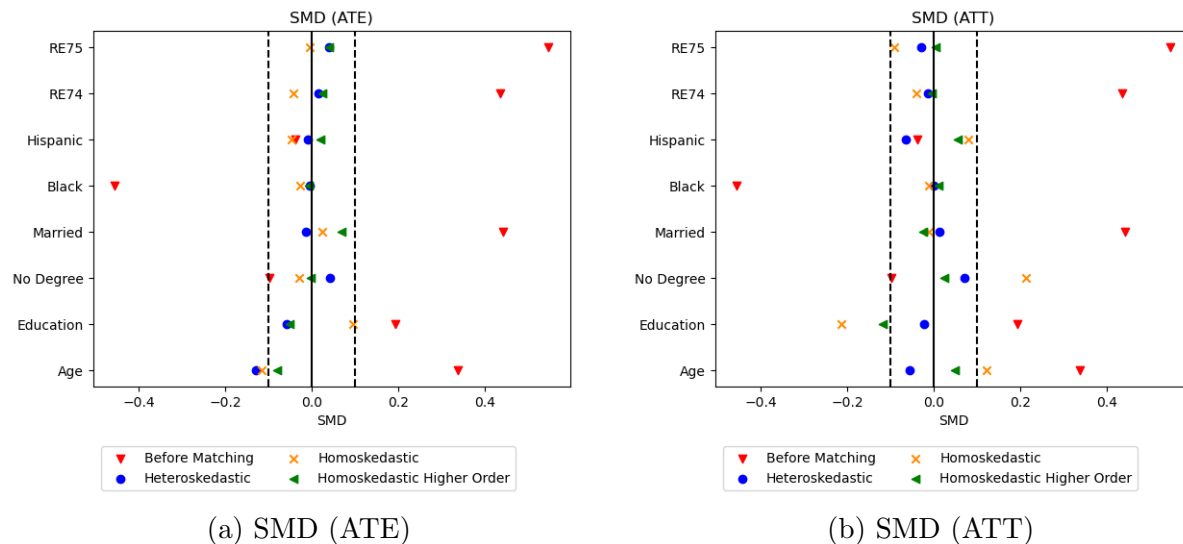 SMD (ATE)
RE75
RE74
Hispanic
Black
Married
No Degree
Education
Age
−0.4 −0.2 0.0 0.2 0.4
SMD
Before Matching
Heteroskedastic
Homoskedastic
Homoskedastic Higher Order
(a) SMD (ATE)
SMD (ATT)
RE75
RE74
Hispanic
Black
Married
No Degree
Education
Age
−0.4 −0.2 0.0 0.2 0.4
SMD
Before Matching
Heteroskedastic
Homoskedastic
Homoskedastic Higher Order
(b) SMD (ATT)